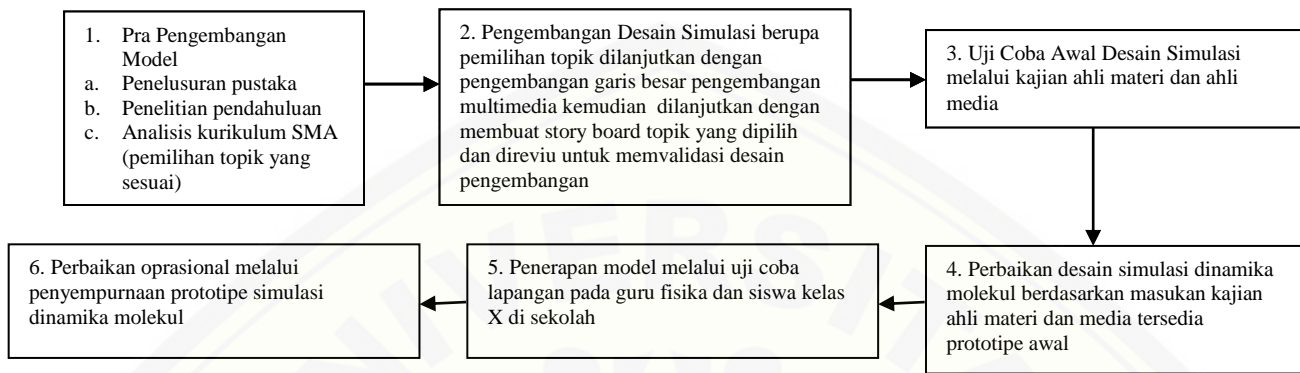 1. Pra Pengembangan
Model
a. Penelusuran pustaka
b. Penelitian pendahuluan
c. Analisis kurikulum SMA
(pemilihan topik yang
sesuai)
2. Pengembangan Desain Simulasi berupa
pemilihan topik dilanjutkan dengan
pengembangan garis besar pengembangan
multimedia kemudian dilanjutkan dengan
membuat story board topik yang dipilih
dan direviu untuk memvalidasi desain
pengembangan
3. Uji Coba Awal Desain Simulasi
melalui kajian ahli materi dan ahli
media
4. Perbaikan desain simulasi dinamika
molekul berdasarkan masukan kajian
ahli materi dan media tersedia
prototipe awal
5. Penerapan model melalui uji coba
lapangan pada guru fisika dan siswa kelas
X di sekolah
6. Perbaikan oprasional melalui
penyempurnaan prototipe simulasi
dinamika molekul